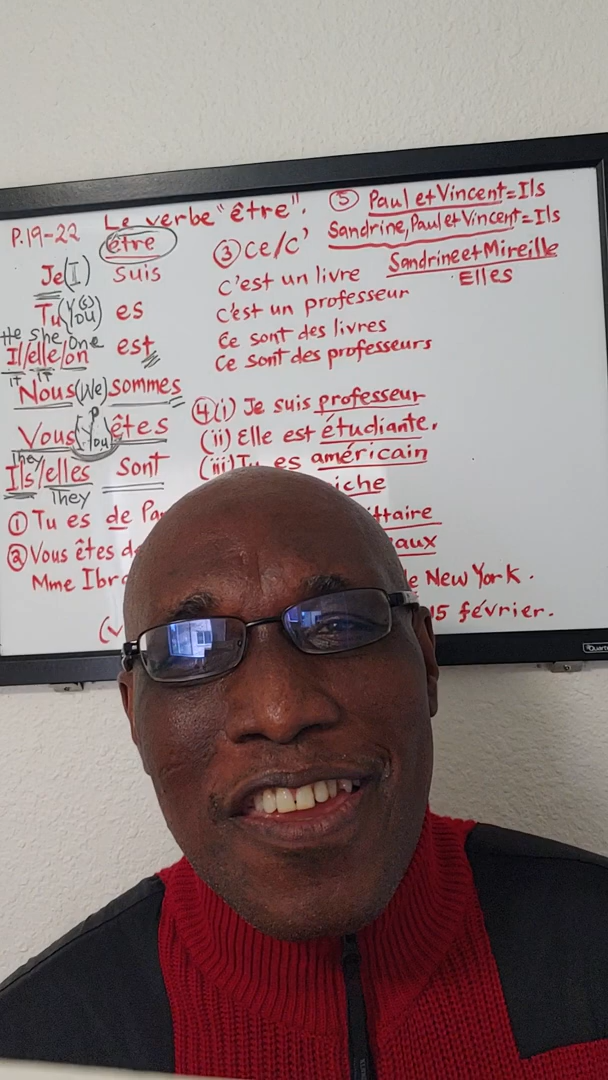 P.19-22
Le verbe "être".
être
Je(I) suis
Tu(You(s)) es
He She One
Il/elle/on est
it it
Nous(We) sommes
P
Vous(You) êtes
They
Ils/elles sont
They
① Tu es de
② Vous êtes
Mme
③ ce/c'
c'est un livre
c'est un professeur
Ce sont des livres
Ce sont des professeurs
④(i) Je suis professeur
(ii) Elle est étudiante.
(iii) Tu es américain
iche
ttaire
aux
New York.
15 février.
⑤ Paul et Vincent=Ils
Sandrine, Paul et Vincent=Ils
Sandrine et Mireille
Elles
Quart